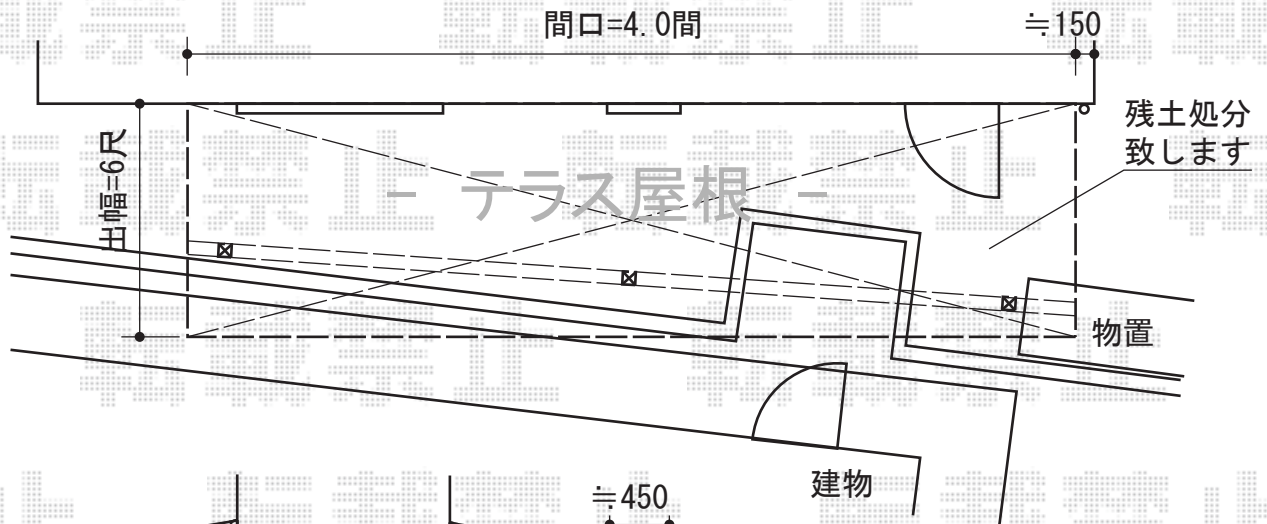 間口=4.0間
≒150
出幅=6尺
残土処分
致します
- テラス屋根 -
物置
建物
≒450